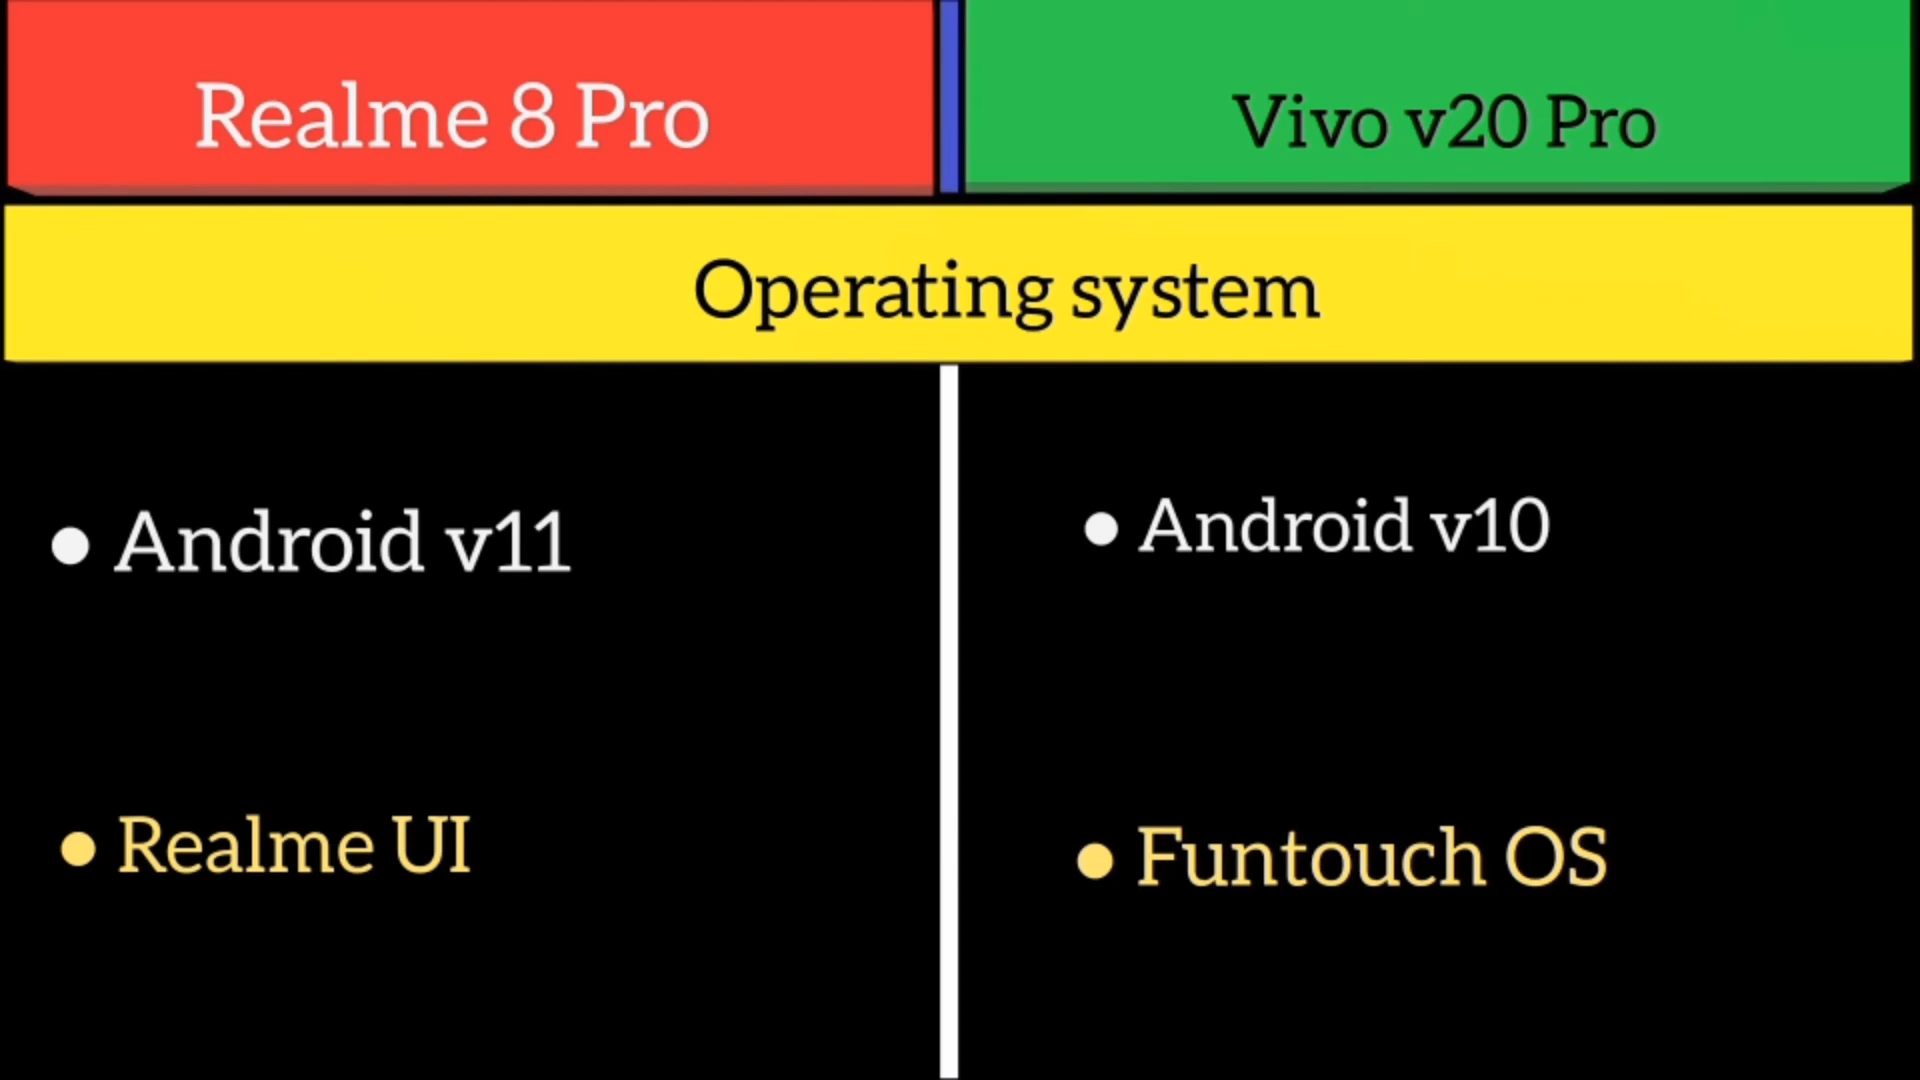 Realme 8 Pro
Vivo v20 Pro
Operating system
• Android v11
• Android v10
• Realme UI
• Funtouch OS